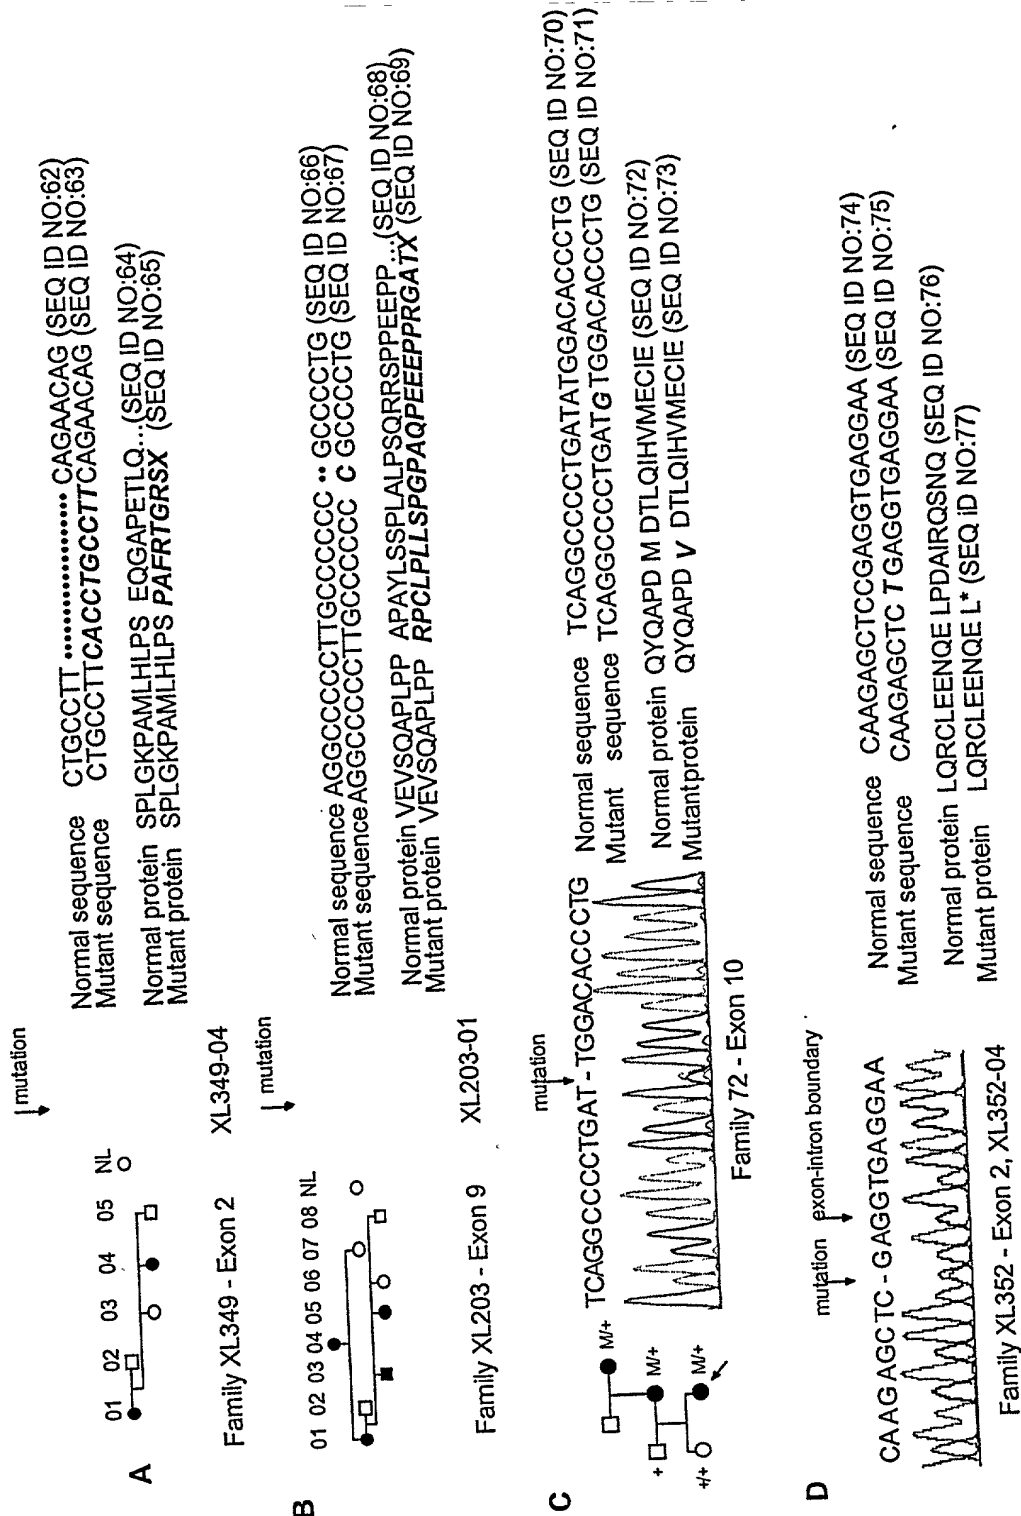 A
01 02 03 04 05 NL
Family XL349 - Exon 2
mutation
XL349-04
Normal sequence CTGCCTT •••••••••••••••• CAGAACAG (SEQ ID NO:62)
Mutant sequence CTGCCTTCACCTGCCTTCAGAACAG (SEQ ID NO:63)
Normal protein SPLGKPAMLHLPS EQGAPETLQ...(SEQ ID NO:64)
Mutant protein SPLGKPAMLHLPS PAFRTGRSX (SEQ ID NO:65)
B
01 02 03 04 05 06 07 08 NL
Family XL203 - Exon 9
mutation
XL203-01
Normal sequence AGGCCCCCTTGCCCCCCC •• GCCCCTG (SEQ ID NO:66)
Mutant sequence AGGCCCCCTTGCCCCCCC C GCCCCTG (SEQ ID NO:67)
Normal protein VEVSQAPLPP APAYLSSPLALPSQRRSPPEEPP...(SEQ ID NO:68)
Mutant protein VEVSQAPLPP RPCLPLLSPGPAQPEEEPPRGATX (SEQ ID NO:69)
C
M/+
+ M/+
+/+ M/+
mutation
TCAGGCCCCTGAT - TGGACACCCTG
Family 72 - Exon 10
Normal sequence TCAGGCCCCTGATATGGACACCCTG (SEQ ID NO:70)
Mutant sequence TCAGGCCCCTGATGTGGACACCCTG (SEQ ID NO:71)
Normal protein QYQAPD M DTLQIHVMECIE (SEQ ID NO:72)
Mutant protein QYQAPD V DTLQIHVMECIE (SEQ ID NO:73)
D
mutation exon-intron boundary
CAAGAGCTC - GAGGTGAGGAA
Family XL352 - Exon 2, XL352-04
Normal sequence CAAGAGCTCCGAGGTGAGGAA (SEQ ID NO:74)
Mutant sequence CAAGAGCTC TGAGGTGAGGAA (SEQ ID NO:75)
Normal protein LQRCLEENQE LPDAIRQSNQ (SEQ ID NO:76)
Mutant protein LQRCLEENQE L* (SEQ iD NO:77)